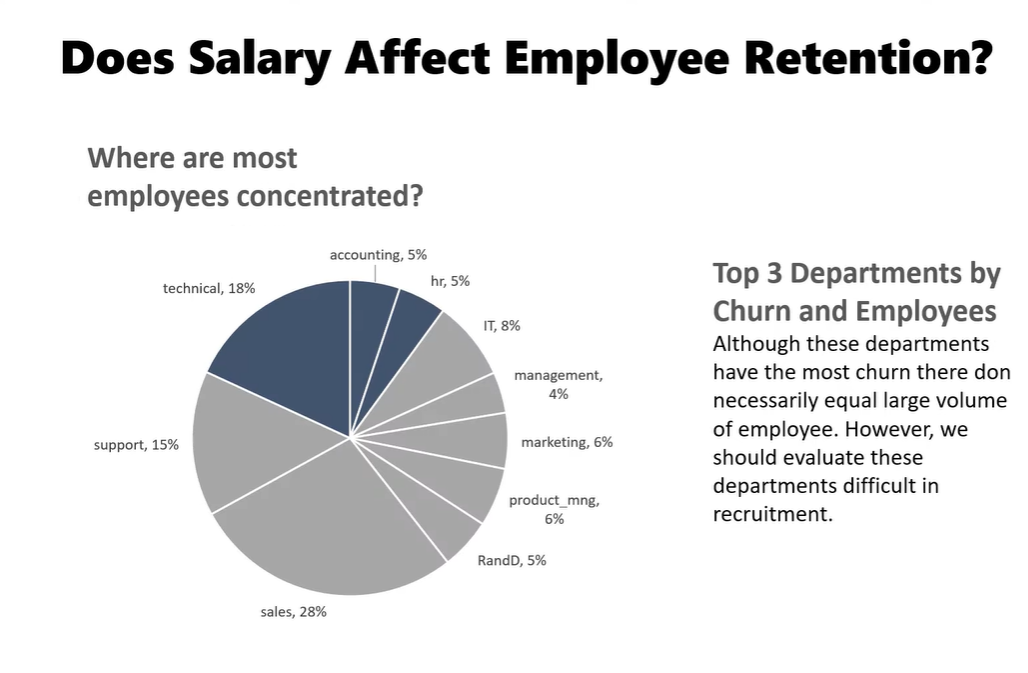 Does Salary Affect Employee Retention?
Where are most
employees concentrated?
accounting, 5%
hr, 5%
technical, 18%
IT, 8%
management,
4%
support, 15%
marketing, 6%
product_mng,
6%
RandD, 5%
sales, 28%
Top 3 Departments by
Churn and Employees
Although these departments
have the most churn there don
necessarily equal large volume
of employee. However, we
should evaluate these
departments difficult in
recruitment.